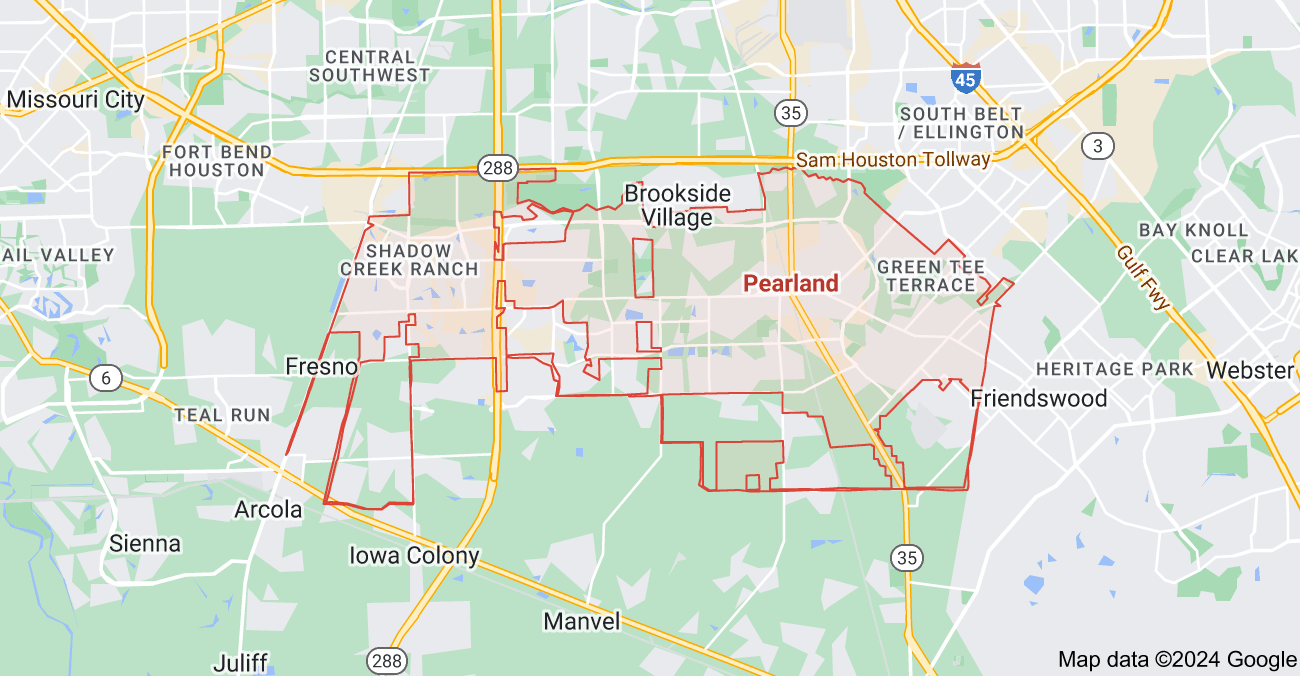 CENTRAL
SOUTHWEST
45
Missouri City
35
SOUTH BELT
/ ELLINGTON
3
FORT BEND
HOUSTON
288
Sam Houston Tollway
Brookside
Village
BAY KNOLL
AIL VALLEY
SHADOW
CREEK RANCH
CLEAR LAK
Gulf Fwy
Pearland
GREEN TEE
TERRACE
Fresno
6
HERITAGE PARK
Webster
Friendswood
TEAL RUN
Arcola
Sienna
Iowa Colony
35
Manvel
Juliff
288
Map data ©2024 Google